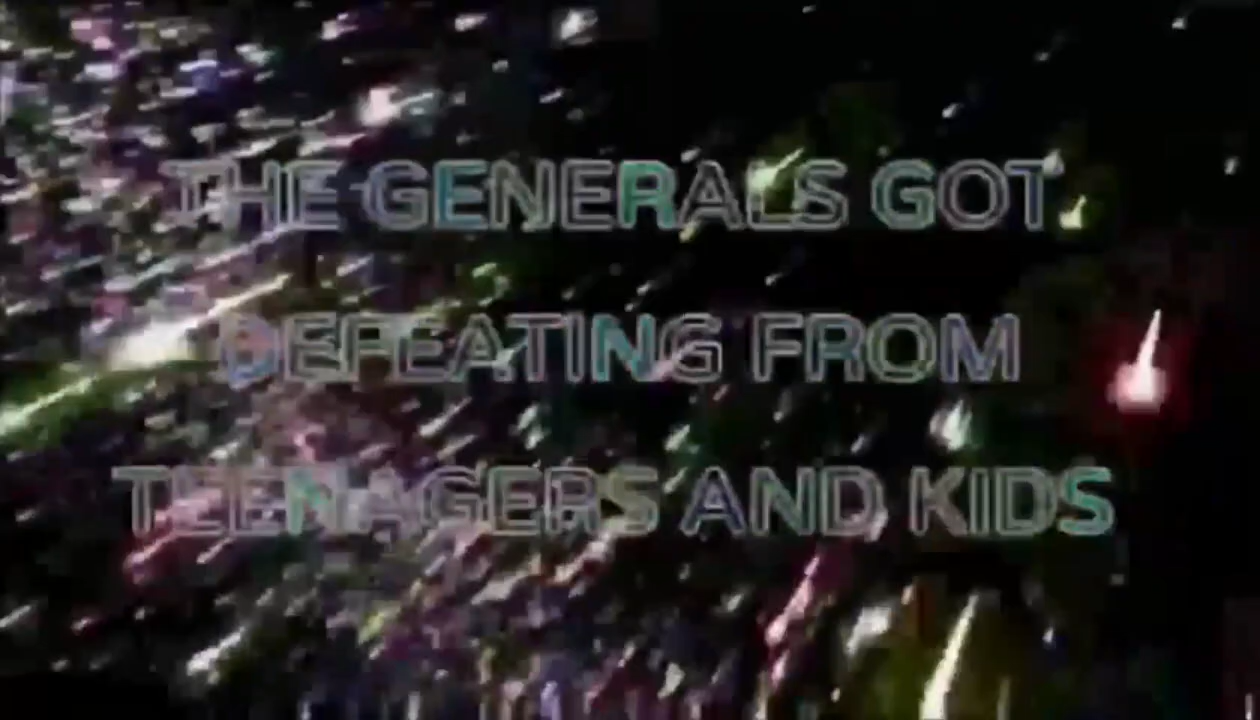 THE GENERALS GOT
DEFEATING FROM
TEENAGERS AND KIDS